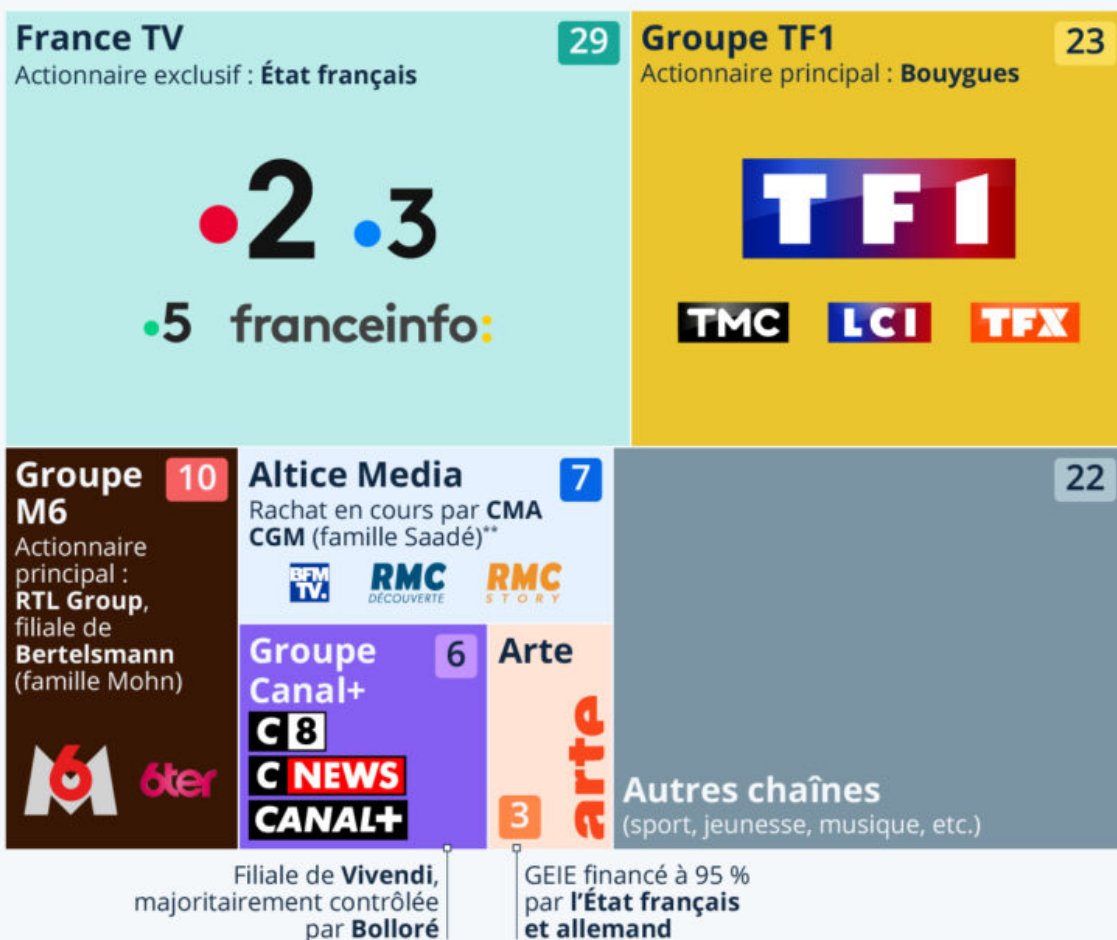 France TV
29
Actionnaire exclusif : État français
2 3
5 franceinfo:
Groupe TF1
23
Actionnaire principal : Bouygues
TF1
TMC LCI TFX
Groupe
M6
10
Actionnaire
principal :
RTL Group,
filiale de
Bertelsmann
(famille Mohn)
M6 6ter
Altice Media
7
Rachat en cours par CMA
CGM (famille Saadé)**
BFM
TV.
RMC
DÉCOUVERTE
RMC
STORY
Groupe
Canal+
6
C8
CNEWS
CANAL+
Arte
arte
3
22
Autres chaînes
(sport, jeunesse, musique, etc.)
Filiale de Vivendi,
majoritairement contrôlée
par Bolloré
GEIE financé à 95 %
par l'État français
et allemand